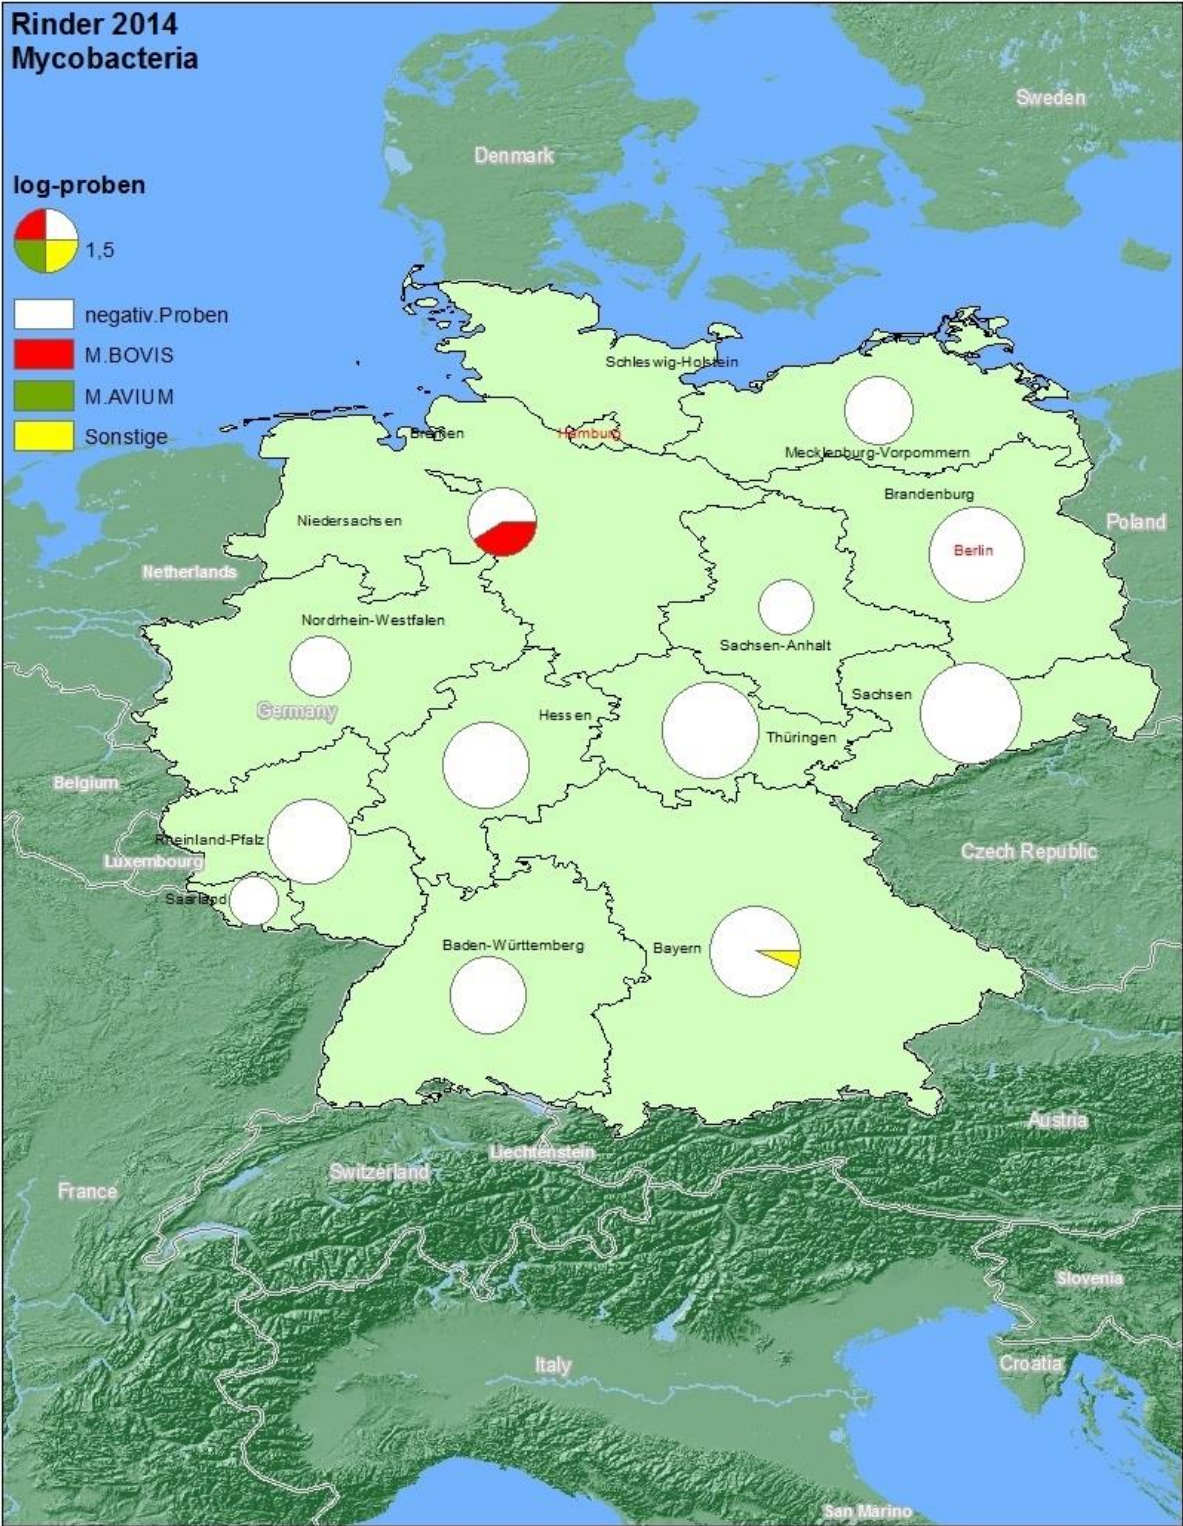 Rinder 2014
Mycobacteria
Sweden
Denmark
log-proben
1,5
negativ.Proben
Schleswig-Holstein
M.BOVIS
M.AVIUM
Sonstige
Bremen
Hamburg
Mecklenburg-Vorpommern
Brandenburg
Niedersachsen
Poland
Berlin
Netherlands
Nordrhein-Westfalen
Sachsen-Anhalt
Sachsen
Germany
Hessen
Thüringen
Belgium
Rheinland-Pfalz
Czech Republic
Luxembourg
Saarland
Baden-Württemberg
Bayern
Austria
Liechtenstein
Switzerland
France
Slovenia
Italy
Croatia
San Marino